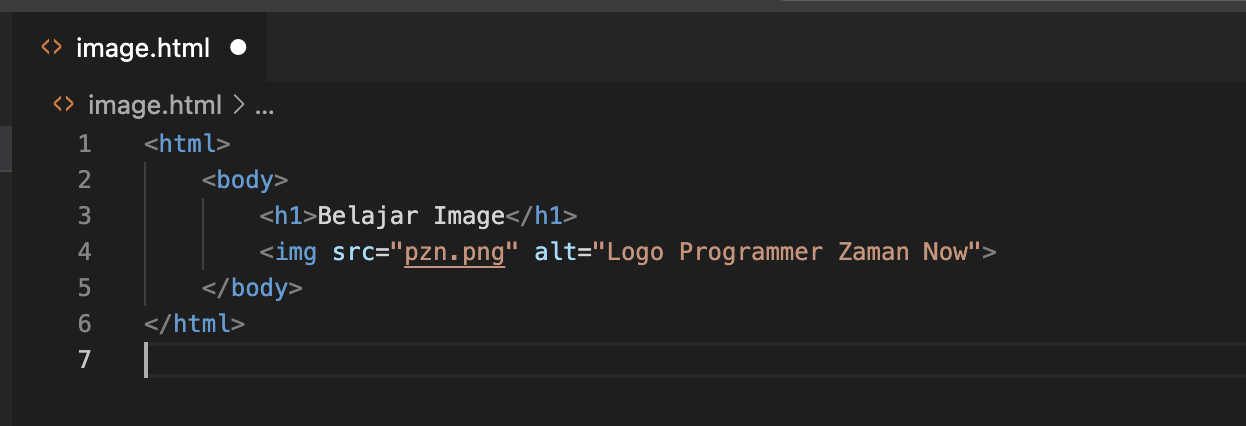 image.html
image.html > ...
1 <html>
2     <body>
3         <h1>Belajar Image</h1>
4         <img src="pzn.png" alt="Logo Programmer Zaman Now">
5     </body>
6 </html>
7